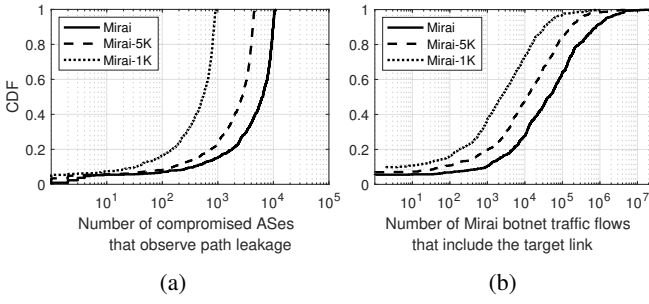 1
0.8
0.6
0.4
0.2
0
CDF
Mirai
Mirai-5K
Mirai-1K
10^1 10^2 10^3 10^4 10^5
Number of compromised ASes
that observe path leakage
(a)
1
0.8
0.6
0.4
0.2
0
Mirai
Mirai-5K
Mirai-1K
10^1 10^2 10^3 10^4 10^5 10^6 10^7
Number of Mirai botnet traffic flows
that include the target link
(b)